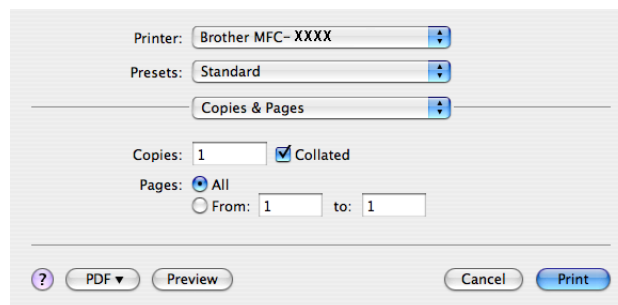 Printer: Brother MFC- XXXX
Presets: Standard
Copies & Pages
Copies: 1 Collated
Pages: All
From: 1 to: 1
? PDF ▼ Preview Cancel Print